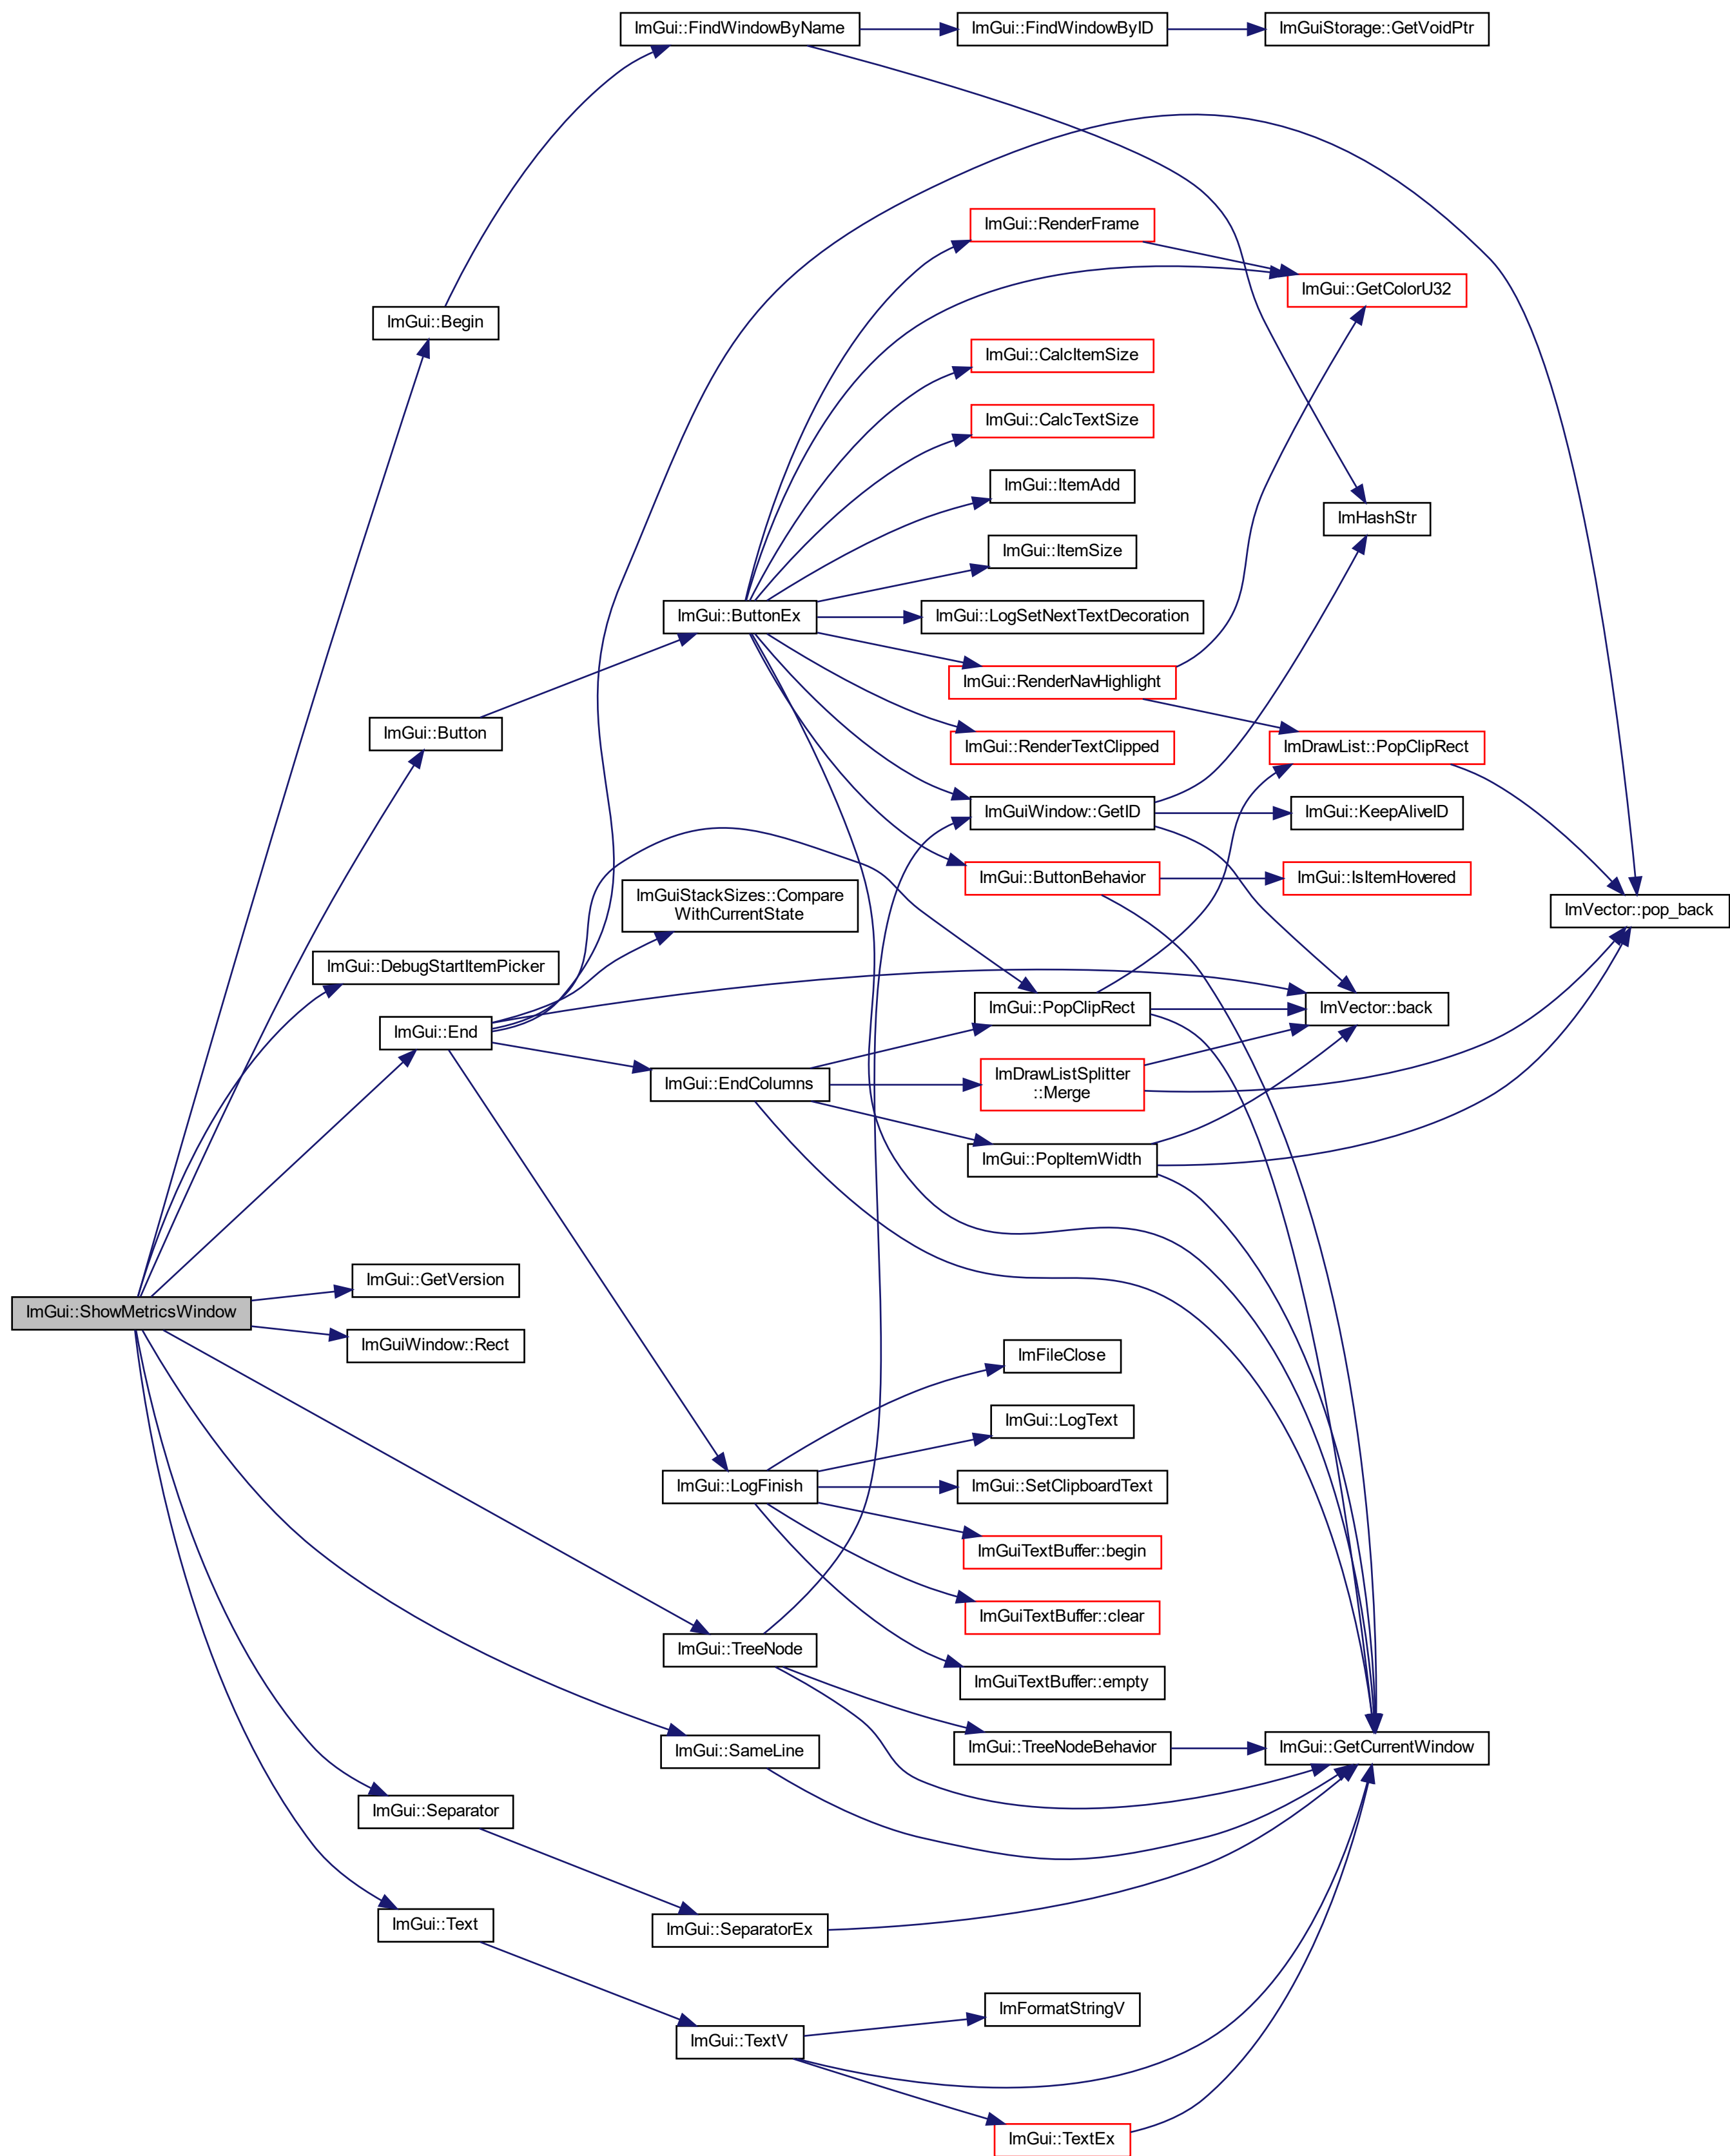 ImGui::FindWindowByName
ImGui::FindWindowByID
ImGuiStorage::GetVoidPtr
ImGui::RenderFrame
ImGui::GetColorU32
ImGui::Begin
ImGui::CalcItemSize
ImGui::CalcTextSize
ImGui::ItemAdd
ImHashStr
ImGui::ItemSize
ImGui::ButtonEx
ImGui::LogSetNextTextDecoration
ImGui::RenderNavHighlight
ImGui::Button
ImGui::RenderTextClipped
ImDrawList::PopClipRect
ImGuiWindow::GetID
ImGui::KeepAliveID
ImGui::ButtonBehavior
ImGui::IsItemHovered
ImGuiStackSizes::Compare
WithCurrentState
ImVector::pop_back
ImGui::DebugStartItemPicker
ImGui::PopClipRect
ImVector::back
ImGui::End
ImGui::EndColumns
ImDrawListSplitter
::Merge
ImGui::PopItemWidth
ImGui::GetVersion
ImGui::ShowMetricsWindow
ImGuiWindow::Rect
ImFileClose
ImGui::LogText
ImGui::LogFinish
ImGui::SetClipboardText
ImGuiTextBuffer::begin
ImGuiTextBuffer::clear
ImGui::TreeNode
ImGuiTextBuffer::empty
ImGui::SameLine
ImGui::TreeNodeBehavior
ImGui::GetCurrentWindow
ImGui::Separator
ImGui::Text
ImGui::SeparatorEx
ImFormatStringV
ImGui::TextV
ImGui::TextEx